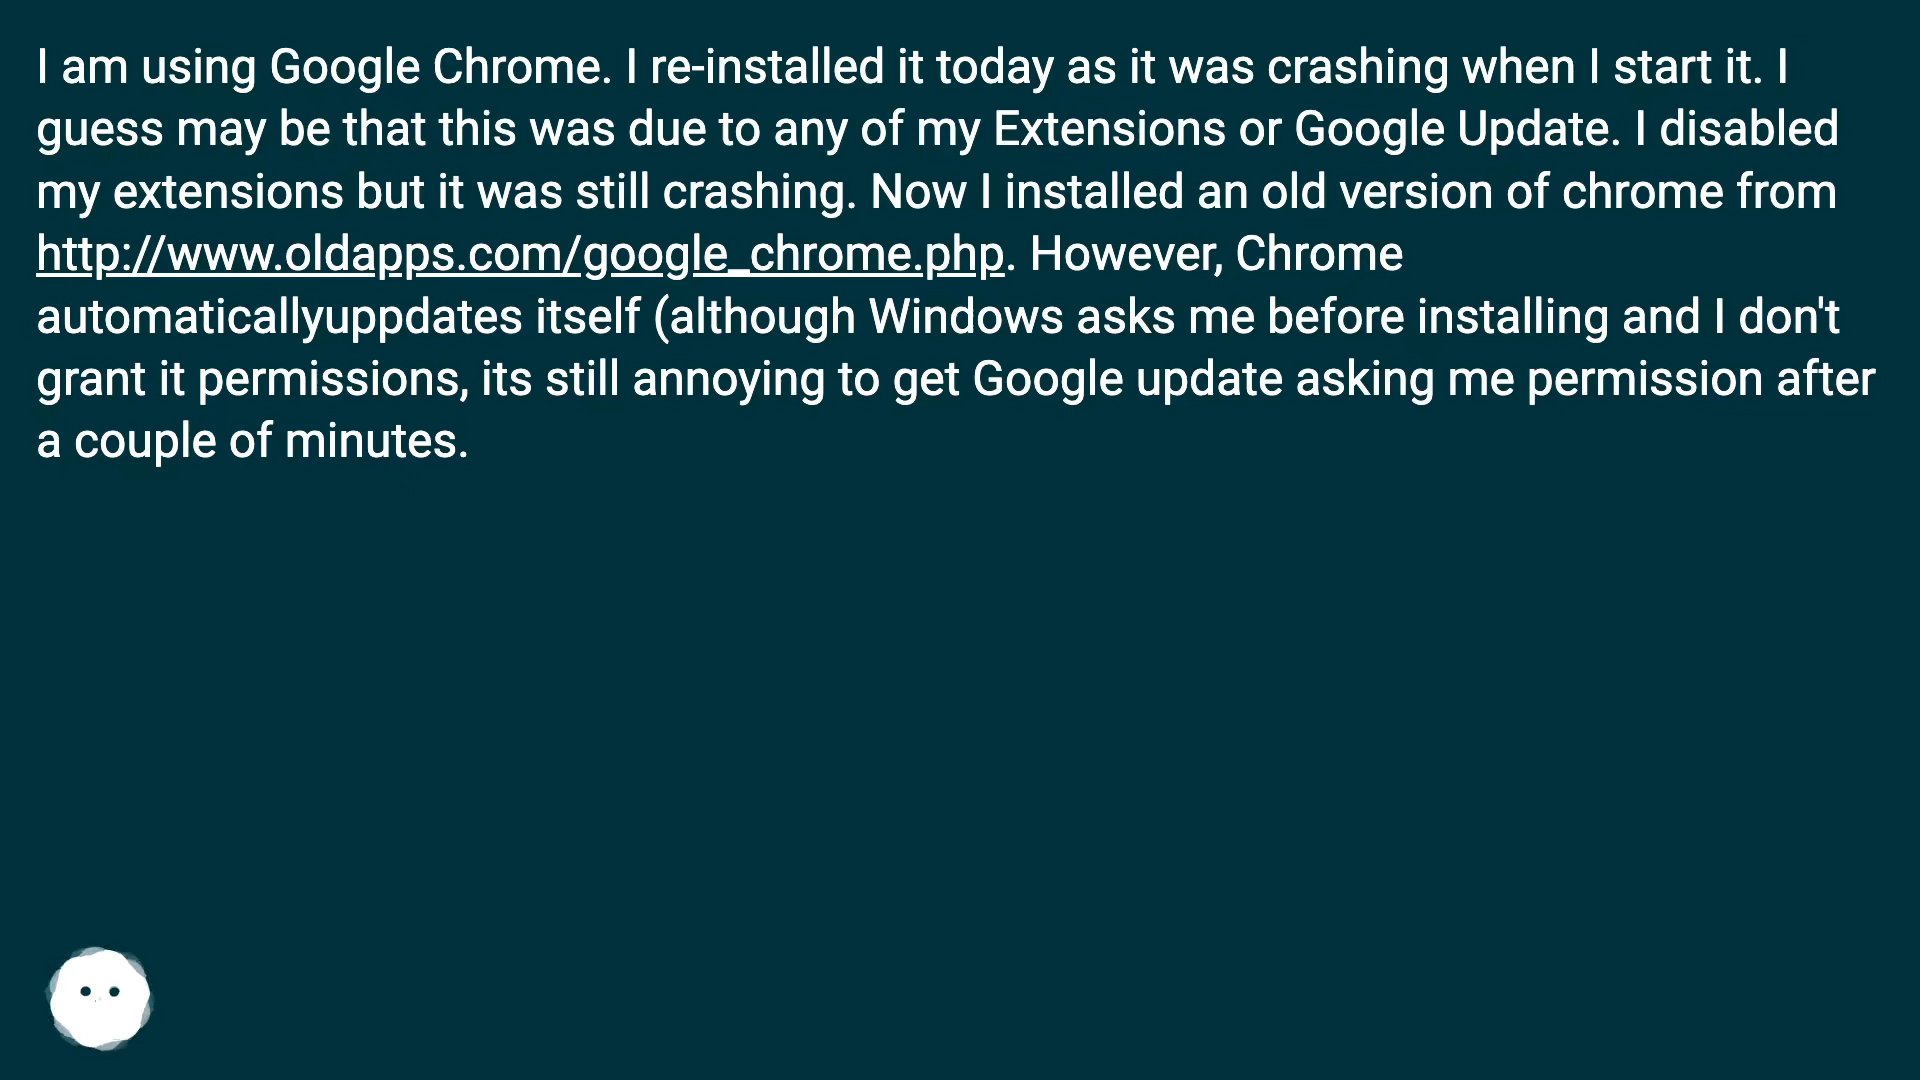 I am using Google Chrome. I re-installed it today as it was crashing when I start it. I
guess may be that this was due to any of my Extensions or Google Update. I disabled
my extensions but it was still crashing. Now I installed an old version of chrome from
http://www.oldapps.com/google_chrome.php. However, Chrome
automaticallyuppdates itself (although Windows asks me before installing and I don't
grant it permissions, its still annoying to get Google update asking me permission after
a couple of minutes.